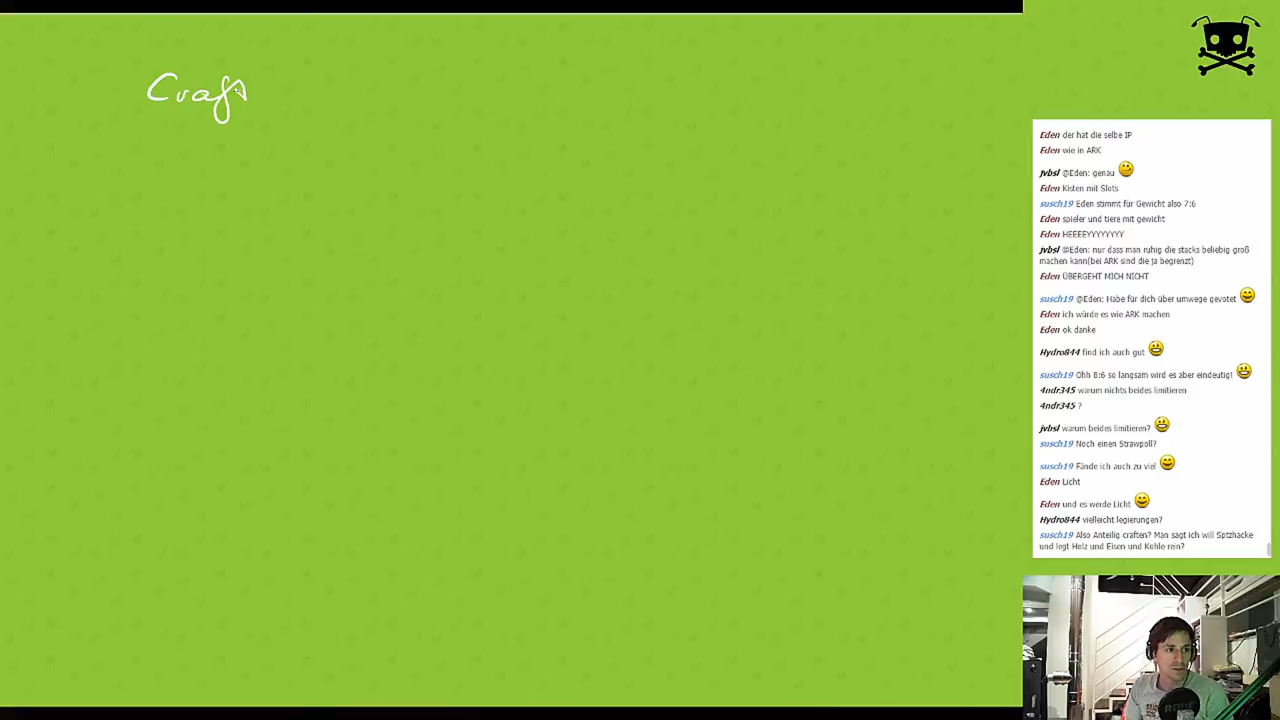 Craft
Eden der hat die selbe IP
Eden wie in ARK
jvbsl @Eden: genau
Eden Kisten mit Slots
susch19 Eden stimmt für Gewicht also 7:6
Eden spieler und tiere mit gewicht
Eden HEEEEYYYYYYYY
jvbsl @Eden: nur dass man ruhig die stacks beliebig groß
machen kann(bei ARK sind die ja begrenzt)
Eden ÜBERGEHT MICH NICHT
susch19 @Eden: Habe für dich über umwege gevotet
Eden ich würde es wie ARK machen
Eden ok danke
Hydro844 find ich auch gut
susch19 Ohh 8:6 so langsam wird es aber eindeutig!
4ndr345 warum nichts beides limitieren
4ndr345 ?
jvbsl warum beides limitieren?
susch19 Noch einen Strawpoll?
susch19 Fände ich auch zu viel
Eden Licht
Eden und es werde Licht
Hydro844 vielleicht legierungen?
susch19 Also Anteilig craften? Man sagt ich will Sptzhacke
und legt Holz und Eisen und Kohle rein?